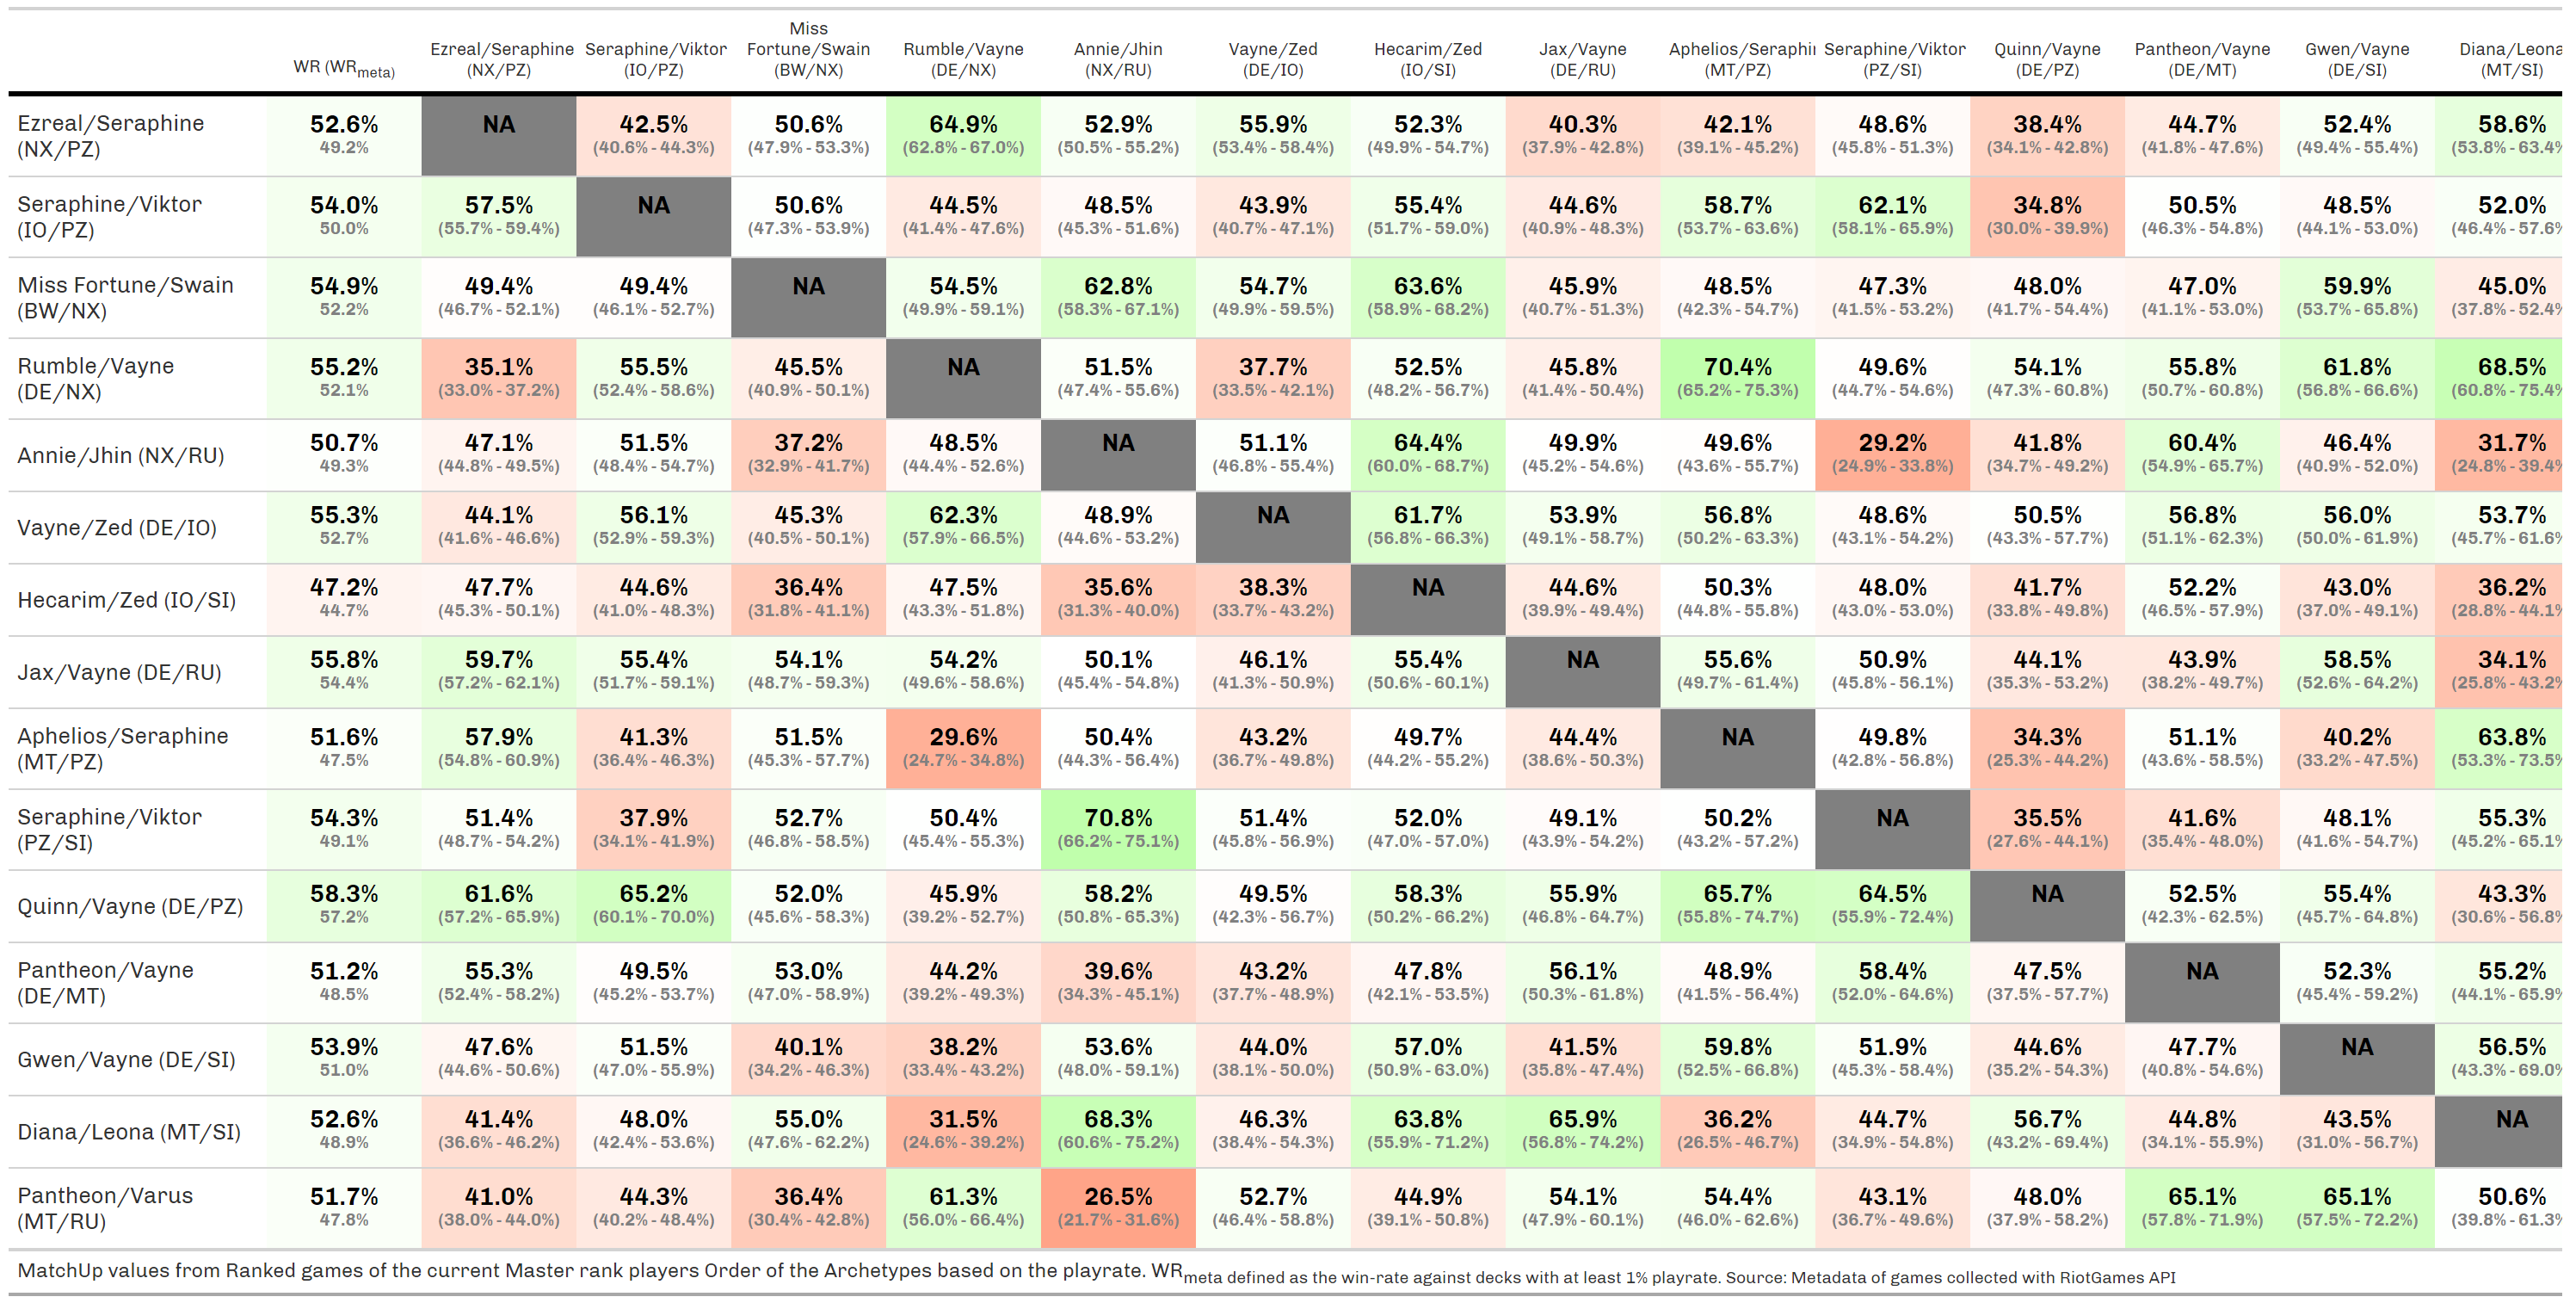 WR (WRmeta) Ezreal/Seraphine (NX/PZ) Seraphine/Viktor (IO/PZ) Miss Fortune/Swain (BW/NX) Rumble/Vayne (DE/NX) Annie/Jhin (NX/RU) Vayne/Zed (DE/IO) Hecarim/Zed (IO/SI) Jax/Vayne (DE/RU) Aphelios/Seraphi (MT/PZ) Seraphine/Viktor (PZ/SI) Quinn/Vayne (DE/PZ) Pantheon/Vayne (DE/MT) Gwen/Vayne (DE/SI) Diana/Leona (MT/SI)
Ezreal/Seraphine 52.6% NA 42.5% 50.6% 64.9% 52.9% 55.9% 52.3% 40.3% 42.1% 48.6% 38.4% 44.7% 52.4% 58.6%
(NX/PZ) 49.2% (40.6% - 44.3%) (47.9% - 53.3%) (62.8% - 67.0%) (50.5% - 55.2%) (53.4% - 58.4%) (49.9% - 54.7%) (37.9% - 42.8%) (39.1% - 45.2%) (45.8% - 51.3%) (34.1% - 42.8%) (41.8% - 47.6%) (49.4% - 55.4%) (53.8% - 63.4%
Seraphine/Viktor 54.0% 57.5% NA 50.6% 44.5% 48.5% 43.9% 55.4% 44.6% 58.7% 62.1% 34.8% 50.5% 48.5% 52.0%
(IO/PZ) 50.0% (55.7% - 59.4%) (47.3% - 53.9%) (41.4% - 47.6%) (45.3% - 51.6%) (40.7% - 47.1%) (51.7% - 59.0%) (40.9% - 48.3%) (53.7% - 63.6%) (58.1% - 65.9%) (30.0% - 39.9%) (46.3% - 54.8%) (44.1% - 53.0%) (46.4% - 57.6%
Miss Fortune/Swain 54.9% 49.4% 49.4% NA 54.5% 62.8% 54.7% 63.6% 45.9% 48.5% 47.3% 48.0% 47.0% 59.9% 45.0%
(BW/NX) 52.2% (46.7% - 52.1%) (46.1% - 52.7%) (49.9% - 59.1%) (58.3% - 67.1%) (49.9% - 59.5%) (58.9% - 68.2%) (40.7% - 51.3%) (42.3% - 54.7%) (41.5% - 53.2%) (41.7% - 54.4%) (41.1% - 53.0%) (53.7% - 65.8%) (37.8% - 52.4%
Rumble/Vayne 55.2% 35.1% 55.5% 45.5% NA 51.5% 37.7% 52.5% 45.8% 70.4% 49.6% 54.1% 55.8% 61.8% 68.5%
(DE/NX) 52.1% (33.0% - 37.2%) (52.4% - 58.6%) (40.9% - 50.1%) (47.4% - 55.6%) (33.5% - 42.1%) (48.2% - 56.7%) (41.4% - 50.4%) (65.2% - 75.3%) (44.7% - 54.6%) (47.3% - 60.8%) (50.7% - 60.8%) (56.8% - 66.6%) (60.8% - 75.4%
Annie/Jhin (NX/RU) 50.7% 47.1% 51.5% 37.2% 48.5% NA 51.1% 64.4% 49.9% 49.6% 29.2% 41.8% 60.4% 46.4% 31.7%
49.3% (44.8% - 49.5%) (48.4% - 54.7%) (32.9% - 41.7%) (44.4% - 52.6%) (46.8% - 55.4%) (60.0% - 68.7%) (45.2% - 54.6%) (43.6% - 55.7%) (24.9% - 33.8%) (34.7% - 49.2%) (54.9% - 65.7%) (40.9% - 52.0%) (24.8% - 39.4%
Vayne/Zed (DE/IO) 55.3% 44.1% 56.1% 45.3% 62.3% 48.9% NA 61.7% 53.9% 56.8% 48.6% 50.5% 56.8% 56.0% 53.7%
52.7% (41.6% - 46.6%) (52.9% - 59.3%) (40.5% - 50.1%) (57.9% - 66.5%) (44.6% - 53.2%) (56.8% - 66.3%) (49.1% - 58.7%) (50.2% - 63.3%) (43.1% - 54.2%) (43.3% - 57.7%) (51.1% - 62.3%) (50.0% - 61.9%) (45.7% - 61.6%
Hecarim/Zed (IO/SI) 47.2% 47.7% 44.6% 36.4% 47.5% 35.6% 38.3% NA 44.6% 50.3% 48.0% 41.7% 52.2% 43.0% 36.2%
44.7% (45.3% - 50.1%) (41.0% - 48.3%) (31.8% - 41.1%) (43.3% - 51.8%) (31.3% - 40.0%) (33.7% - 43.2%) (39.9% - 49.4%) (44.8% - 55.8%) (43.0% - 53.0%) (33.8% - 49.8%) (46.5% - 57.9%) (37.0% - 49.1%) (28.8% - 44.1%
Jax/Vayne (DE/RU) 55.8% 59.7% 55.4% 54.1% 54.2% 50.1% 46.1% 55.4% NA 55.6% 50.9% 44.1% 43.9% 58.5% 34.1%
54.4% (57.2% - 62.1%) (51.7% - 59.1%) (48.7% - 59.3%) (49.6% - 58.6%) (45.4% - 54.8%) (41.3% - 50.9%) (50.6% - 60.1%) (49.7% - 61.4%) (45.8% - 56.1%) (35.3% - 53.2%) (38.2% - 49.7%) (52.6% - 64.2%) (25.8% - 43.2%
Aphelios/Seraphine 51.6% 57.9% 41.3% 51.5% 29.6% 50.4% 43.2% 49.7% 44.4% NA 49.8% 34.3% 51.1% 40.2% 63.8%
(MT/PZ) 47.5% (54.8% - 60.9%) (36.4% - 46.3%) (45.3% - 57.7%) (24.7% - 34.8%) (44.3% - 56.4%) (36.7% - 49.8%) (44.2% - 55.2%) (38.6% - 50.3%) (42.8% - 56.8%) (25.3% - 44.2%) (43.6% - 58.5%) (33.2% - 47.5%) (53.3% - 73.5%
Seraphine/Viktor 54.3% 51.4% 37.9% 52.7% 50.4% 70.8% 51.4% 52.0% 49.1% 50.2% NA 35.5% 41.6% 48.1% 55.3%
(PZ/SI) 49.1% (48.7% - 54.2%) (34.1% - 41.9%) (46.8% - 58.5%) (45.4% - 55.3%) (66.2% - 75.1%) (45.8% - 56.9%) (47.0% - 57.0%) (43.9% - 54.2%) (43.2% - 57.2%) (27.6% - 44.1%) (35.4% - 48.0%) (41.6% - 54.7%) (45.2% - 65.1%
Quinn/Vayne (DE/PZ) 58.3% 61.6% 65.2% 52.0% 45.9% 58.2% 49.5% 58.3% 55.9% 65.7% 64.5% NA 52.5% 55.4% 43.3%
57.2% (57.2% - 65.9%) (60.1% - 70.0%) (45.6% - 58.3%) (39.2% - 52.7%) (50.8% - 65.3%) (42.3% - 56.7%) (50.2% - 66.2%) (46.8% - 64.7%) (55.8% - 74.7%) (55.9% - 72.4%) (42.3% - 62.5%) (45.7% - 64.8%) (30.6% - 56.8%
Pantheon/Vayne 51.2% 55.3% 49.5% 53.0% 44.2% 39.6% 43.2% 47.8% 56.1% 48.9% 58.4% 47.5% NA 52.3% 55.2%
(DE/MT) 48.5% (52.4% - 58.2%) (45.2% - 53.7%) (47.0% - 58.9%) (39.2% - 49.3%) (34.3% - 45.1%) (37.7% - 48.9%) (42.1% - 53.5%) (50.3% - 61.8%) (41.5% - 56.4%) (52.0% - 64.6%) (37.5% - 57.7%) (45.4% - 59.2%) (44.1% - 65.9%
Gwen/Vayne (DE/SI) 53.9% 47.6% 51.5% 40.1% 38.2% 53.6% 44.0% 57.0% 41.5% 59.8% 51.9% 44.6% 47.7% NA 56.5%
51.0% (44.6% - 50.6%) (47.0% - 55.9%) (34.2% - 46.3%) (33.4% - 43.2%) (48.0% - 59.1%) (38.1% - 50.0%) (50.9% - 63.0%) (35.8% - 47.4%) (52.5% - 66.8%) (45.3% - 58.4%) (35.2% - 54.3%) (40.8% - 54.6%) (43.3% - 69.0%
Diana/Leona (MT/SI) 52.6% 41.4% 48.0% 55.0% 31.5% 68.3% 46.3% 63.8% 65.9% 36.2% 44.7% 56.7% 44.8% 43.5% NA
48.9% (36.6% - 46.2%) (42.4% - 53.6%) (47.6% - 62.2%) (24.6% - 39.2%) (60.6% - 75.2%) (38.4% - 54.3%) (55.9% - 71.2%) (56.8% - 74.2%) (26.5% - 46.7%) (34.9% - 54.8%) (43.2% - 69.4%) (34.1% - 55.9%) (31.0% - 56.7%)
Pantheon/Varus 51.7% 41.0% 44.3% 36.4% 61.3% 26.5% 52.7% 44.9% 54.1% 54.4% 43.1% 48.0% 65.1% 65.1% 50.6%
(MT/RU) 47.8% (38.0% - 44.0%) (40.2% - 48.4%) (30.4% - 42.8%) (56.0% - 66.4%) (21.7% - 31.6%) (46.4% - 58.8%) (39.1% - 50.8%) (47.9% - 60.1%) (46.0% - 62.6%) (36.7% - 49.6%) (37.9% - 58.2%) (57.8% - 71.9%) (57.5% - 72.2%) (39.8% - 61.3%
MatchUp values from Ranked games of the current Master rank players Order of the Archetypes based on the playrate. WRmeta defined as the win-rate against decks with at least 1% playrate. Source: Metadata of games collected with RiotGames API